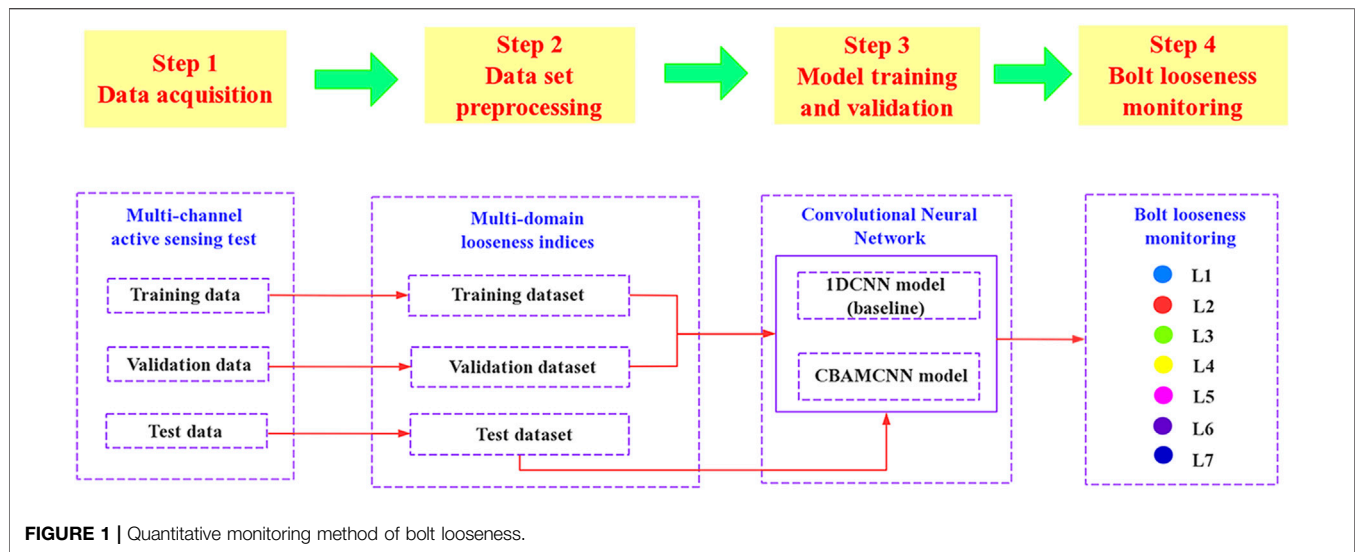 Step 1
Data acquisition
Step 2
Data set
preprocessing
Step 3
Model training
and validation
Step 4
Bolt looseness
monitoring
Multi-channel
active sensing test
Training data
Validation data
Test data
Multi-domain
looseness indices
Training dataset
Validation dataset
Test dataset
Convolutional Neural
Network
1DCNN model
(baseline)
CBAMCNN model
Bolt looseness
monitoring
L1
L2
L3
L4
L5
L6
L7
FIGURE 1 | Quantitative monitoring method of bolt looseness.